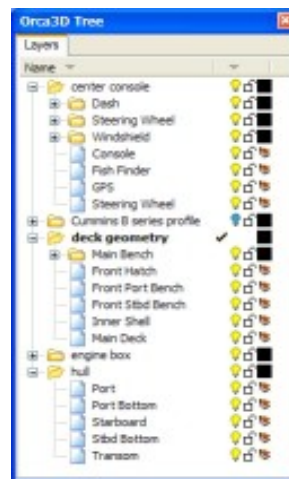 Orca3D Tree
Layers
Name
center console
Dash
Steering Wheel
Windshield
Console
Fish Finder
GPS
Steering Wheel
Cummins B series profile
deck geometry
Main Bench
Front Hatch
Front Port Bench
Front Stbd Bench
Inner Shell
Main Deck
engine box
hull
Port
Port Bottom
Starboard
Stbd Bottom
Transom